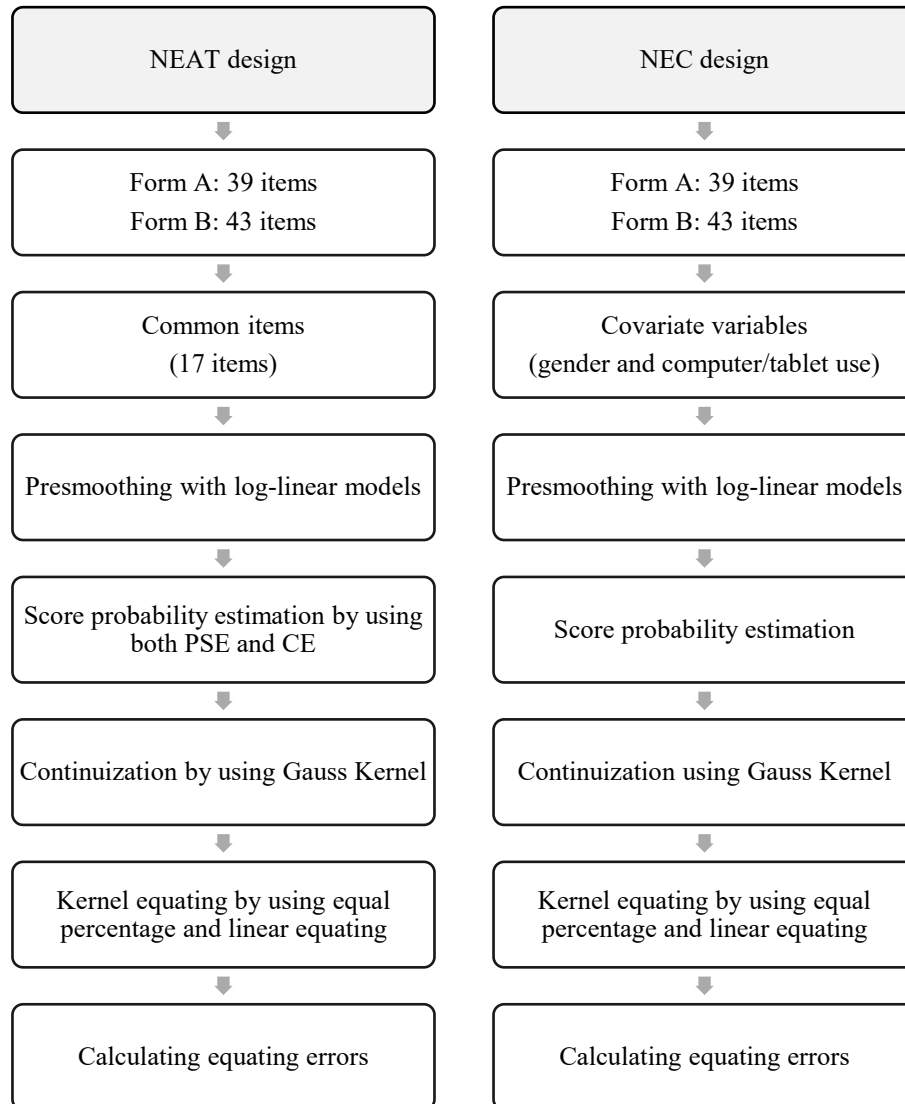 NEAT design
Form A: 39 items
Form B: 43 items
Common items
(17 items)
Presmoothing with log-linear models
Score probability estimation by using
both PSE and CE
Continuization by using Gauss Kernel
Kernel equating by using equal
percentage and linear equating
Calculating equating errors
NEC design
Form A: 39 items
Form B: 43 items
Covariate variables
(gender and computer/tablet use)
Presmoothing with log-linear models
Score probability estimation
Continuization using Gauss Kernel
Kernel equating by using equal
percentage and linear equating
Calculating equating errors